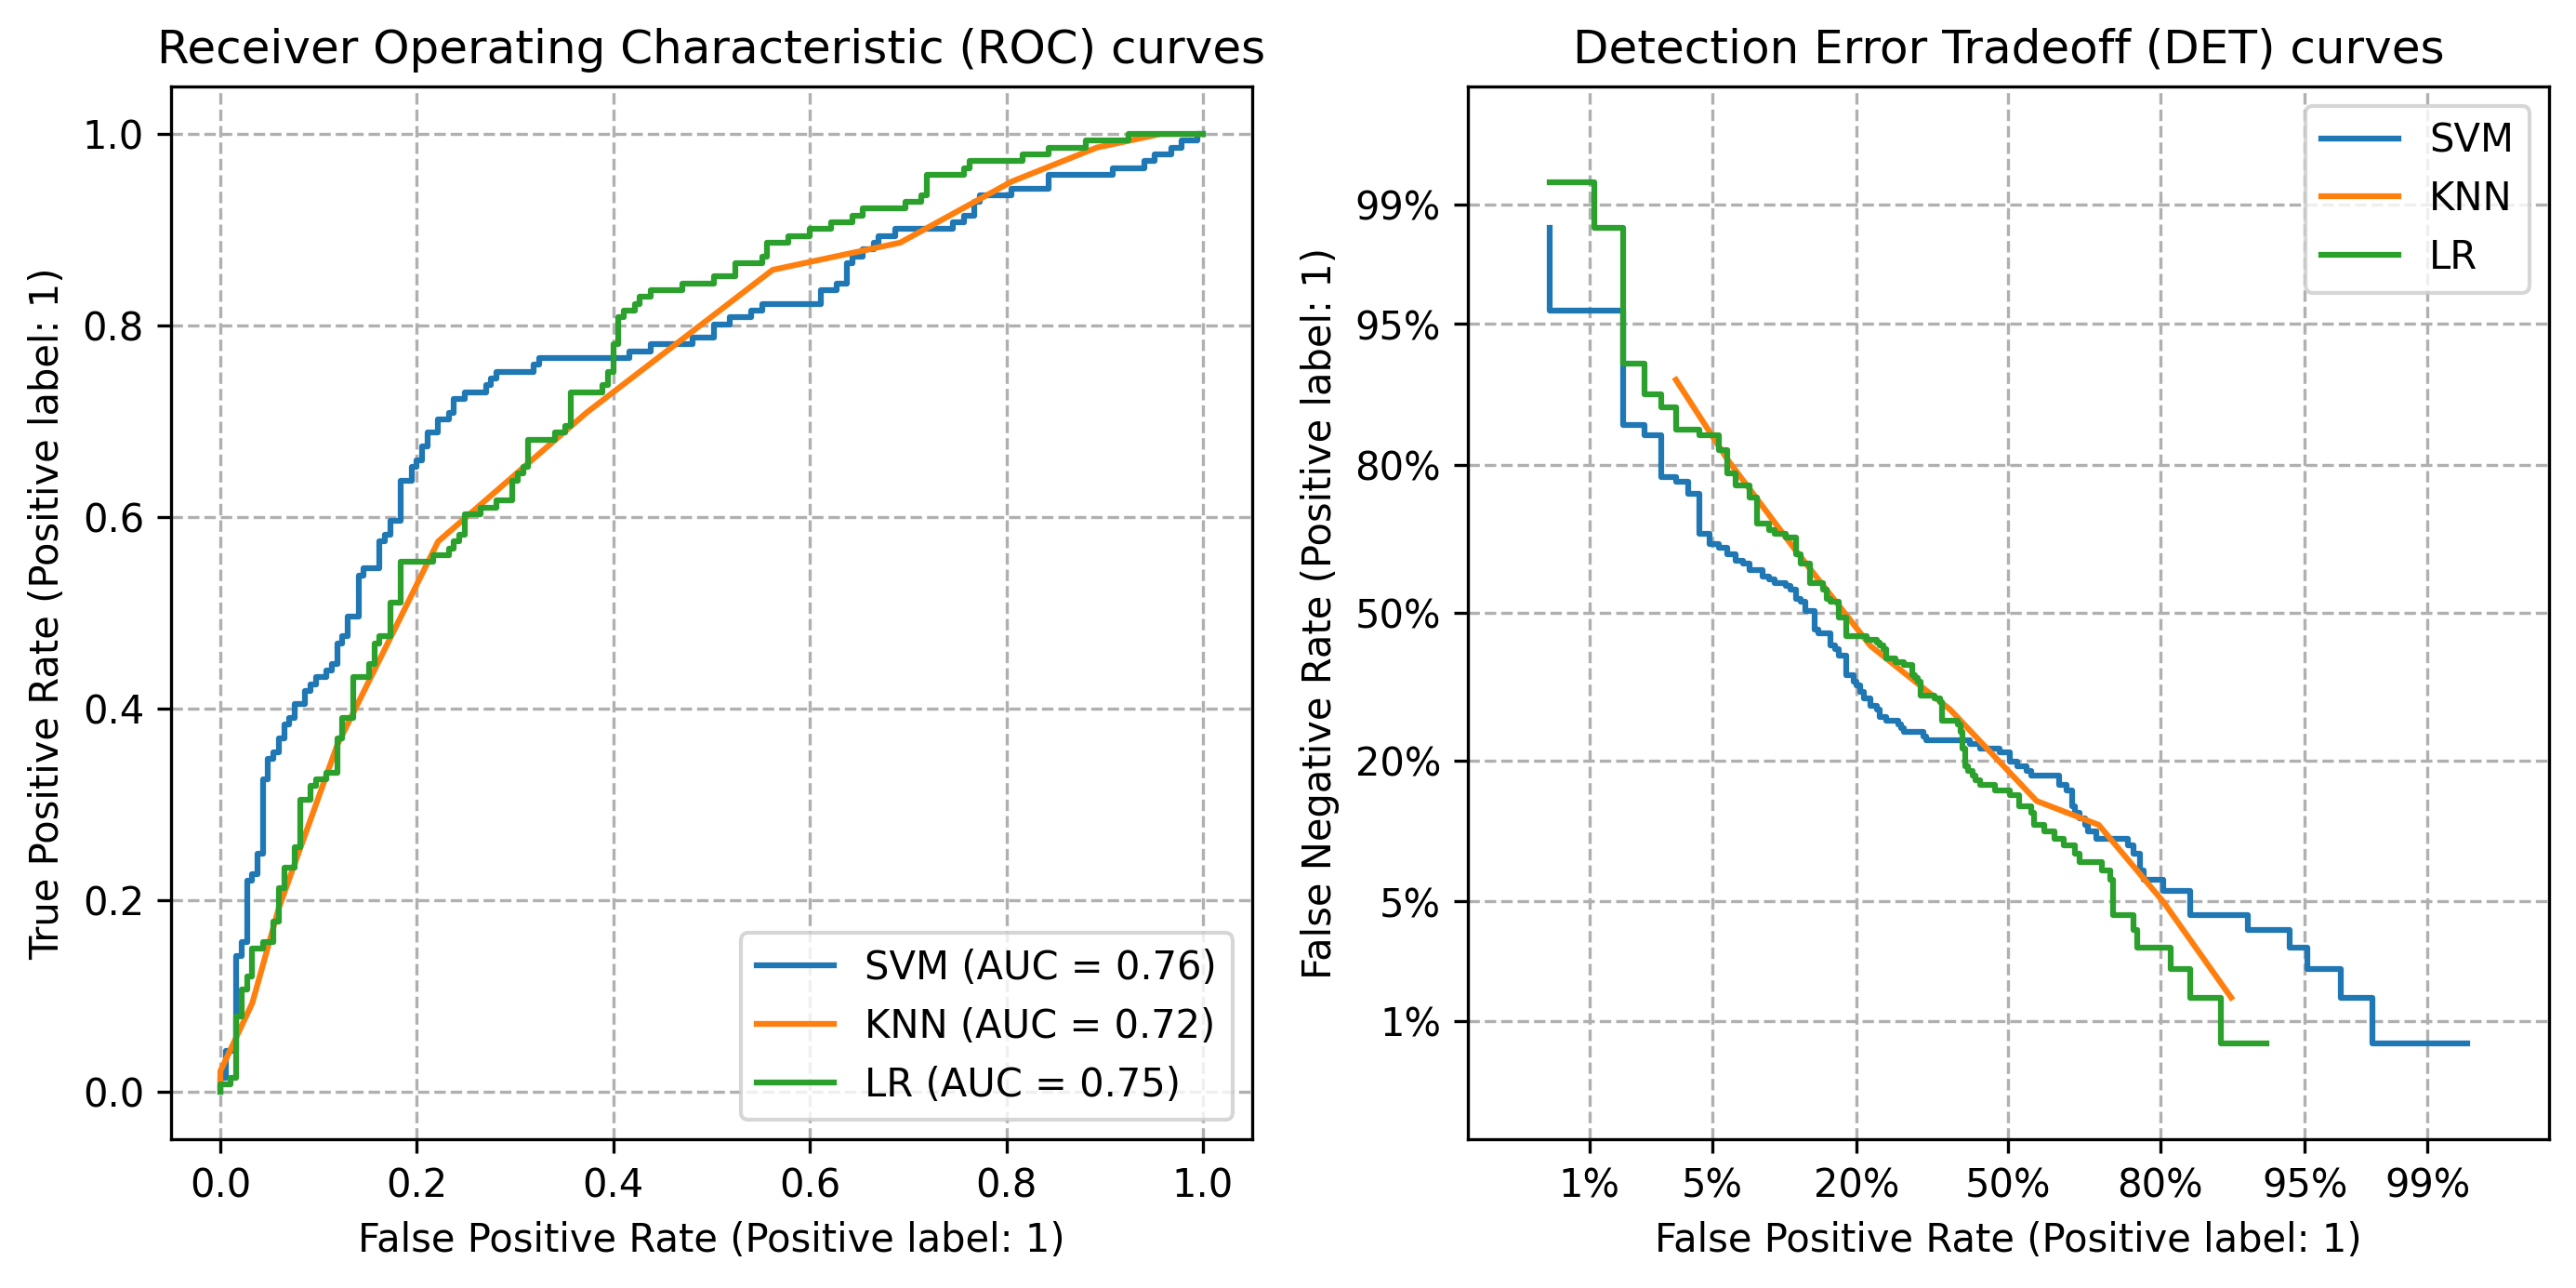 Receiver Operating Characteristic (ROC) curves
True Positive Rate (Positive label: 1)
1.0
0.8
0.6
0.4
0.2
0.0
SVM (AUC = 0.76)
KNN (AUC = 0.72)
LR (AUC = 0.75)
0.0 0.2 0.4 0.6 0.8 1.0
False Positive Rate (Positive label: 1)
Detection Error Tradeoff (DET) curves
False Negative Rate (Positive label: 1)
99%
95%
80%
50%
20%
5%
1%
SVM
KNN
LR
1% 5% 20% 50% 80% 95% 99%
False Positive Rate (Positive label: 1)